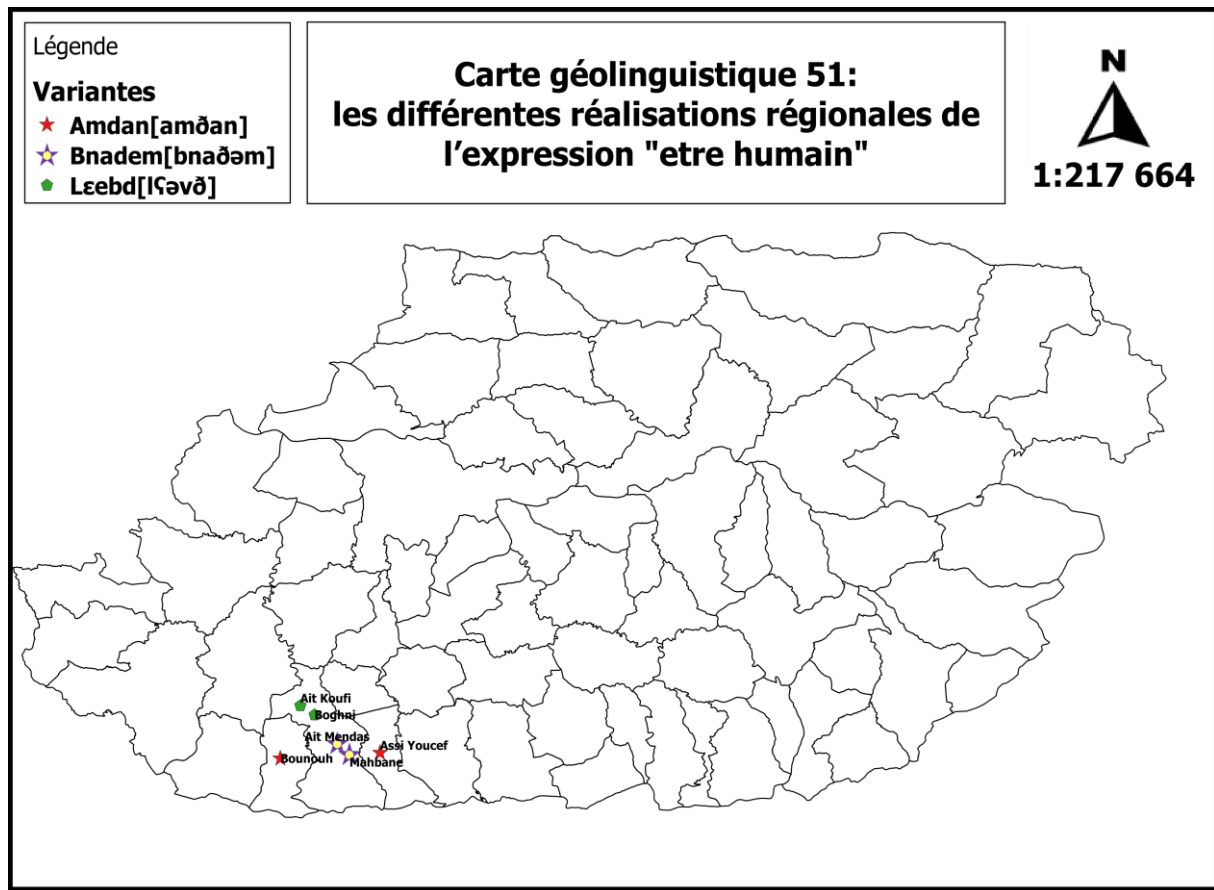 Légende
Variantes
Amdan[amðan]
Bnadem[bnaðəm]
Lɛebd[lʕəvð]
Carte géolinguistique 51:
les différentes réalisations régionales de
l'expression "etre humain"
N
1:217 664
Ait Koufi
Boghni
Ait Mendas
Assi Youcef
Bounouh
Mahbane